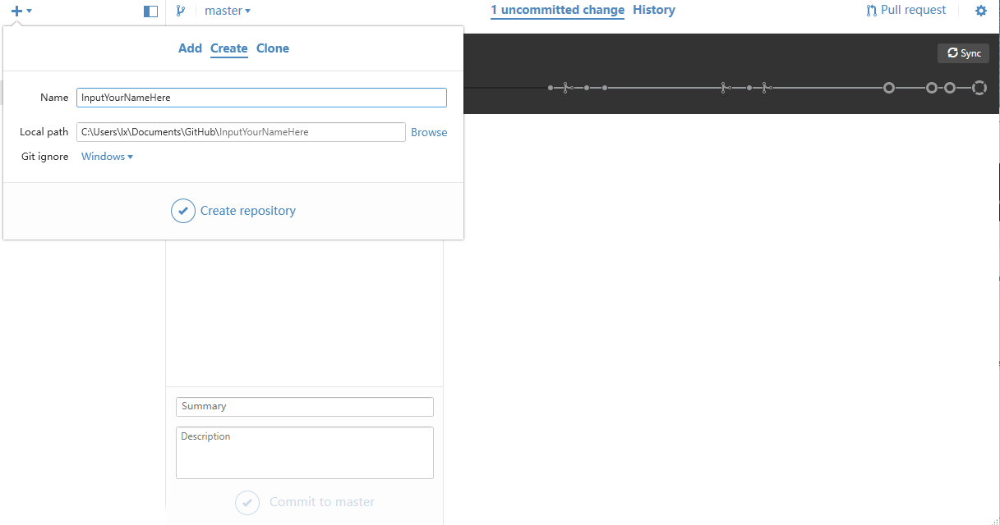 master
1 uncommitted change
History
Pull request
Add Create Clone
Sync
Name
InputYourNameHere
Local path
C:\Users\lx\Documents\GitHub\InputYourNameHere
Browse
Git ignore
Windows
Create repository
Summary
Description
Commit to master